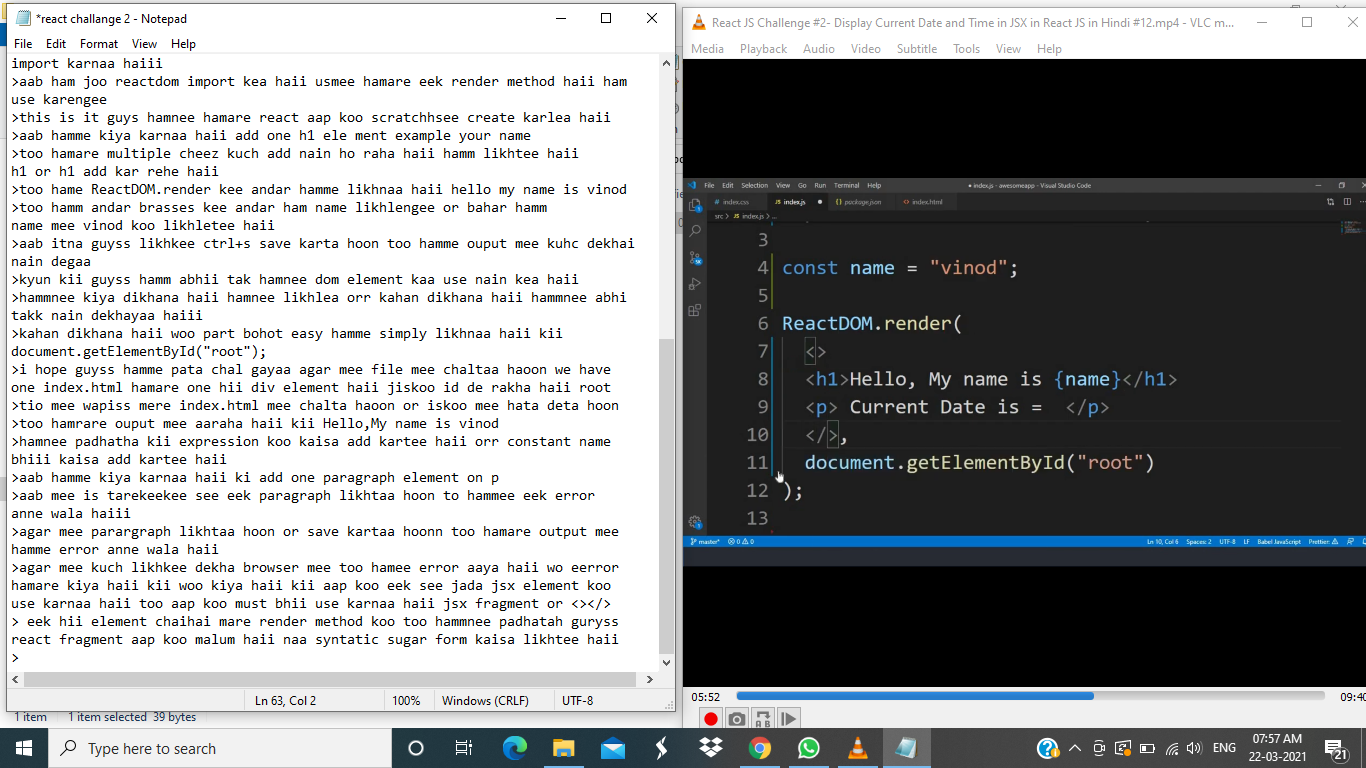 *react challange 2 - Notepad
File Edit Format View Help
import karnaa haiii
>aab ham joo reactdom import kea haii usmee hamare eek render method haii ham
use karengee
>this is it guys hamnee hamare react aap koo scratchhsee create karlea haii
>aab hamme kiya karnaa haii add one h1 ele ment example your name
>too hamare multiple cheez kuch add nain ho raha haii hamm likhtee haii
h1 or h1 add kar rehe haii
>too hame ReactDOM.render kee andar hamme likhnaa haii hello my name is vinod
>too hamm andar brasses kee andar ham name likhlengee or bahar hamm
name mee vinod koo likhletee haii
>aab itna guyss likhkee ctrl+s save karta hoon too hamme ouput mee kuhc dekhai
nain degaa
>kyun kii guyss hamm abhii tak hamnee dom element kaa use nain kea haii
>hammnee kiya dikhana haii hamnee likhlea orr kahan dikhana haii hammnee abhi
takk nain dekhayaa haiii
>kahan dikhana haii woo part bohot easy hamme simply likhnaa haii kii
document.getElementById("root");
>i hope guyss hamme pata chal gayaa agar mee file mee chaltaa haoon we have
one index.html hamare one hii div element haii jiskoo id de rakha haii root
>tio mee wapiss mere index.html mee chalta haoon or iskoo mee hata deta hoon
>too hamrare ouput mee aaraha haii kii Hello,My name is vinod
>hamnee padhatha kii expression koo kaisa add kartee haii orr constant name
bhiii kaisa add kartee haii
>aab hamme kiya karnaa haii ki add one paragraph element on p
>aab mee is tarekeekee see eek paragraph likhtaa hoon to hammee eek error
anne wala haiii
>agar mee parargraph likhtaa hoon or save kartaa hoonn too hamare output mee
hamme error anne wala haii
>agar mee kuch likhkee dekha browser mee too hamee error aaya haii wo eerror
hamare kiya haii kii woo kiya haii kii aap koo eek see jada jsx element koo
use karnaa haii too aap koo must bhii use karnaa haii jsx fragment or <></>
> eek hii element chaihai mare render method koo too hammnee padhatah guryss
react fragment aap koo malum haii naa syntatic sugar form kaisa likhtee haii
>
Ln 63, Col 2 100% Windows (CRLF) UTF-8
1 item 1 item selected 39 bytes
React JS Challenge #2- Display Current Date and Time in JSX in React JS in Hindi #12.mp4 - VLC m...
Media Playback Audio Video Subtitle Tools View Help
File Edit Selection View Go Run Terminal Help
● index.js - awesomeapp - Visual Studio Code
# index.css JS index.js ● {} package.json <> index.html
src > JS index.js > ...
3
4 const name = "vinod";
5
6 ReactDOM.render(
7 <>
8 <h1>Hello, My name is {name}</h1>
9 <p> Current Date is = </p>
10 </>,
11 document.getElementById("root")
12 );
13
master* 0 0 Ln 10, Col 6 Spaces: 2 UTF-8 LF Babel JavaScript Prettier
05:52 09:40
Type here to search
ENG
07:57 AM
22-03-2021
21